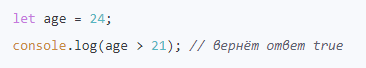 let age = 24;
console.log(age > 21); // вернёт ответ true